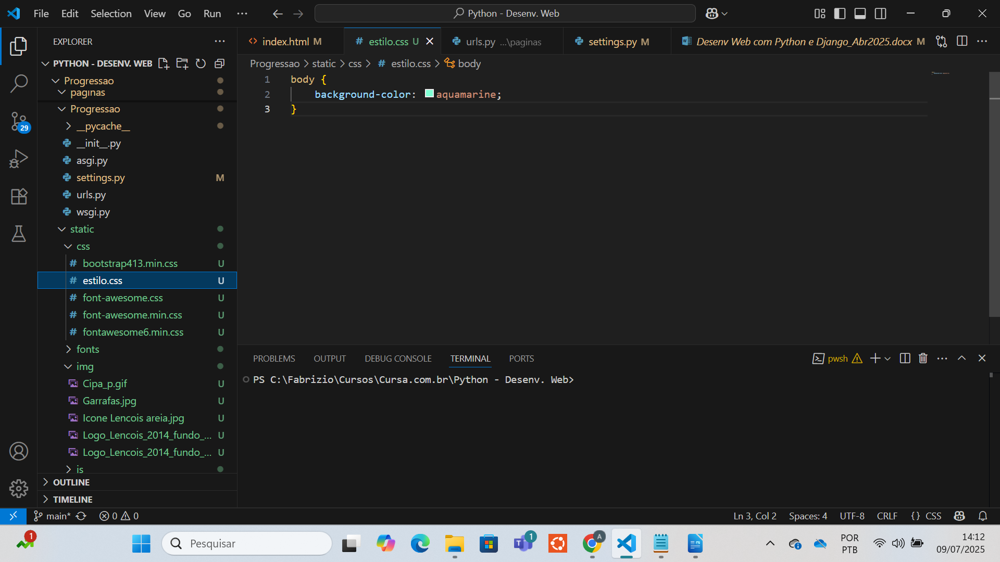 File Edit Selection View Go Run ···
Python - Desenv. Web
EXPLORER
PYTHON - DESENV. WEB
Progressao
paginas
Progressao
__pycache__
__init__.py
asgi.py
settings.py M
urls.py
wsgi.py
static
css
# bootstrap413.min.css U
# estilo.css U
# font-awesome.css U
# font-awesome.min.css U
# fontawesome6.min.css U
fonts
img
Cipa_p.gif U
Garrafas.jpg U
Icone Lencois areia.jpg U
Logo_Lencois_2014_fundo_... U
Logo_Lencois_2014_fundo_... U
js
OUTLINE
TIMELINE
29
index.html M
# estilo.css U
urls.py ...\paginas
settings.py M
Desenv Web com Python e Django_Abr2025.docx M
Progressao > static > css > # estilo.css > body
1 body {
2 background-color: aquamarine;
3 }
PROBLEMS OUTPUT DEBUG CONSOLE TERMINAL PORTS
pwsh
PS C:\Fabrizio\Cursos\Cursa.com.br\Python - Desenv. Web>
main* 0 0
Ln 3, Col 2 Spaces: 4 UTF-8 CRLF {} CSS
1
Pesquisar
T
1
A
POR
PTB
14:12
09/07/2025